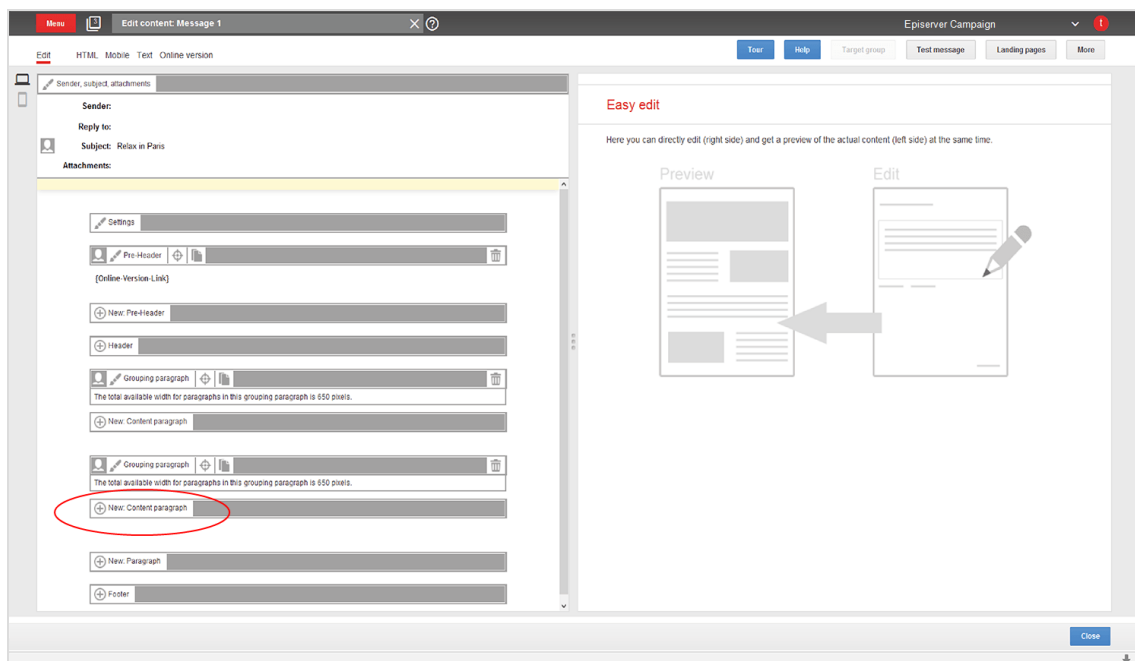 Menu 3 Edit content: Message 1 Episerver Campaign t
Edit HTML Mobile Text Online version Tour Help Target group Test message Landing pages More
Sender, subject, attachments
Sender:
Reply to:
Subject: Relax in Paris
Attachments:
Settings
Pre-Header
{Online-Version-Link}
New: Pre-Header
Header
Grouping paragraph
The total available width for paragraphs in this grouping paragraph is 650 pixels.
New: Content paragraph
Grouping paragraph
The total available width for paragraphs in this grouping paragraph is 650 pixels.
New: Content paragraph
New: Paragraph
Footer
Easy edit
Here you can directly edit (right side) and get a preview of the actual content (left side) at the same time.
Preview Edit
Close